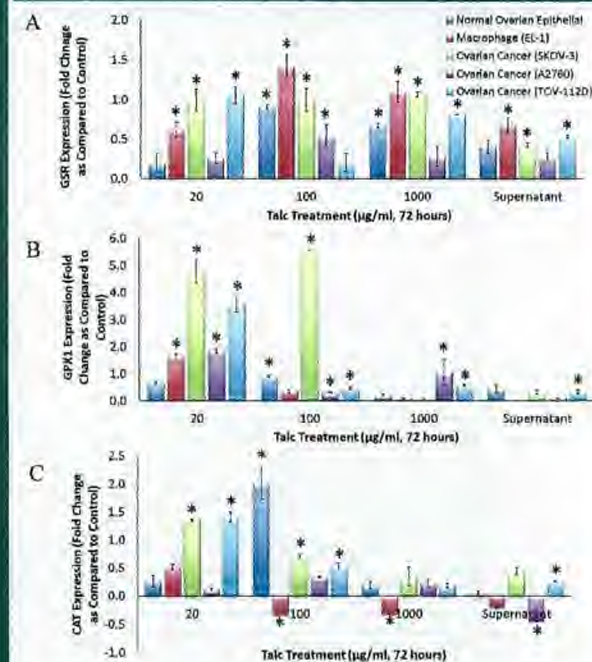 A
GSR Expression (Fold Chnage
as Compared to Control)
2.0
1.5
1.0
0.5
0.0
Normal Ovarian Epithelial
Macrophage (EL-1)
Ovarian Cancer (SKOV-3)
Ovarian Cancer (A2760)
Ovarian Cancer (TOV-112D)
* * * * * * * * * * * * * * *
20 100 1000 Supernatant
Talc Treatment (µg/ml, 72 hours)
B
GPX1 Expression (Fold
Change as Compared to
Control)
6.0
5.0
4.0
3.0
2.0
1.0
0.0
* * * * * * * * * * *
20 100 1000 Supernatant
Talc Treatment (µg/ml, 72 hours)
C
CAT Expression (Fold Change
as Compared to Control)
2.5
2.0
1.5
1.0
0.5
0.0
-0.5
-1.0
* * * * * * * * *
20 100 1000 Supernatant
Talc Treatment (µg/ml, 72 hours)